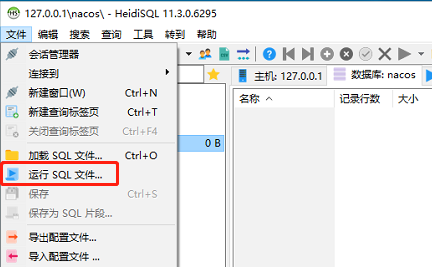 127.0.0.1\nacos\ - HeidiSQL 11.3.0.6295
文件 编辑 搜索 查询 工具 转到 帮助
会话管理器
连接到
新建窗口(W) Ctrl+N
新建查询标签页 Ctrl+T
关闭查询标签页 Ctrl+F4
加载 SQL 文件... Ctrl+O
运行 SQL 文件...
保存 Ctrl+S
保存为 SQL 片段...
导出配置文件 ...
导入配置文件 ...
0 B
主机: 127.0.0.1 数据库: nacos
名称 记录行数 大小